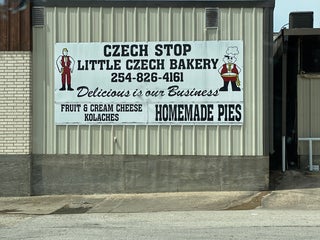 CZECH STOP
LITTLE CZECH BAKERY
254-826-4161
Delicious is our Business
FRUIT & CREAM CHEESE
KOLACHES
HOMEMADE PIES